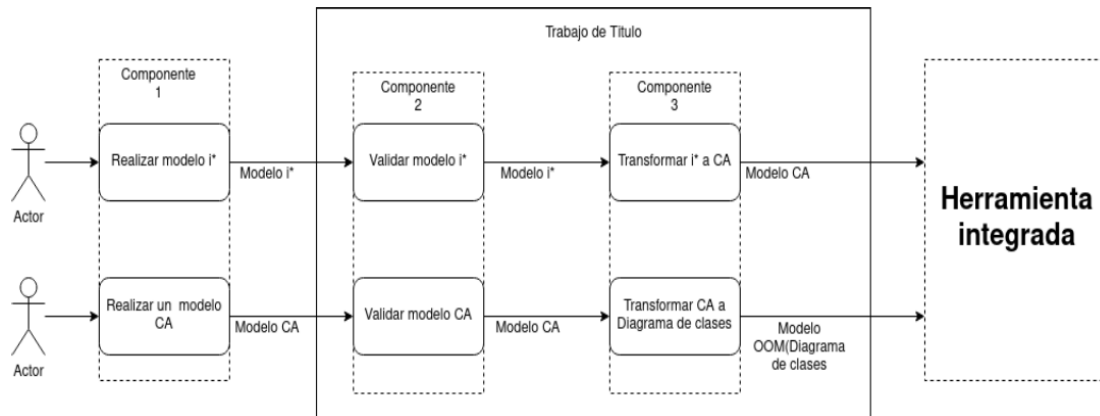 Trabajo de Titulo
Componente
1
Componente
2
Componente
3
Realizar modelo i*
Modelo i*
Validar modelo i*
Modelo i*
Transformar i* a CA
Modelo CA
Actor
Herramienta
integrada
Realizar un modelo
CA
Modelo CA
Validar modelo CA
Modelo CA
Transformar CA a
Diagrama de clases
Modelo
OOM(Diagrama
de clases
Actor